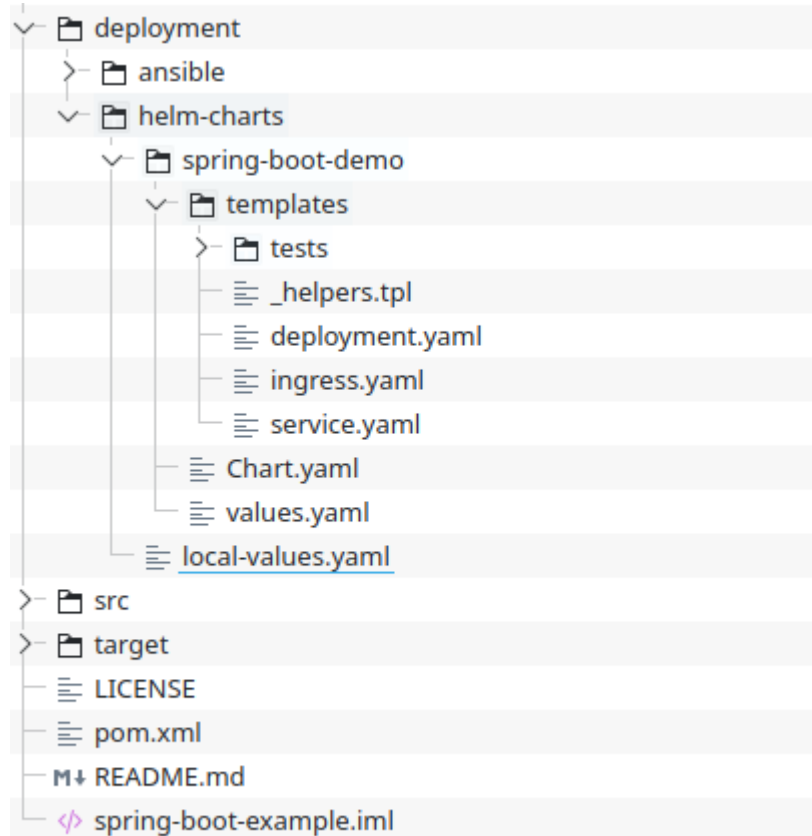 deployment
ansible
helm-charts
spring-boot-demo
templates
tests
_helpers.tpl
deployment.yaml
ingress.yaml
service.yaml
Chart.yaml
values.yaml
local-values.yaml
src
target
LICENSE
pom.xml
M↓ README.md
</> spring-boot-example.iml